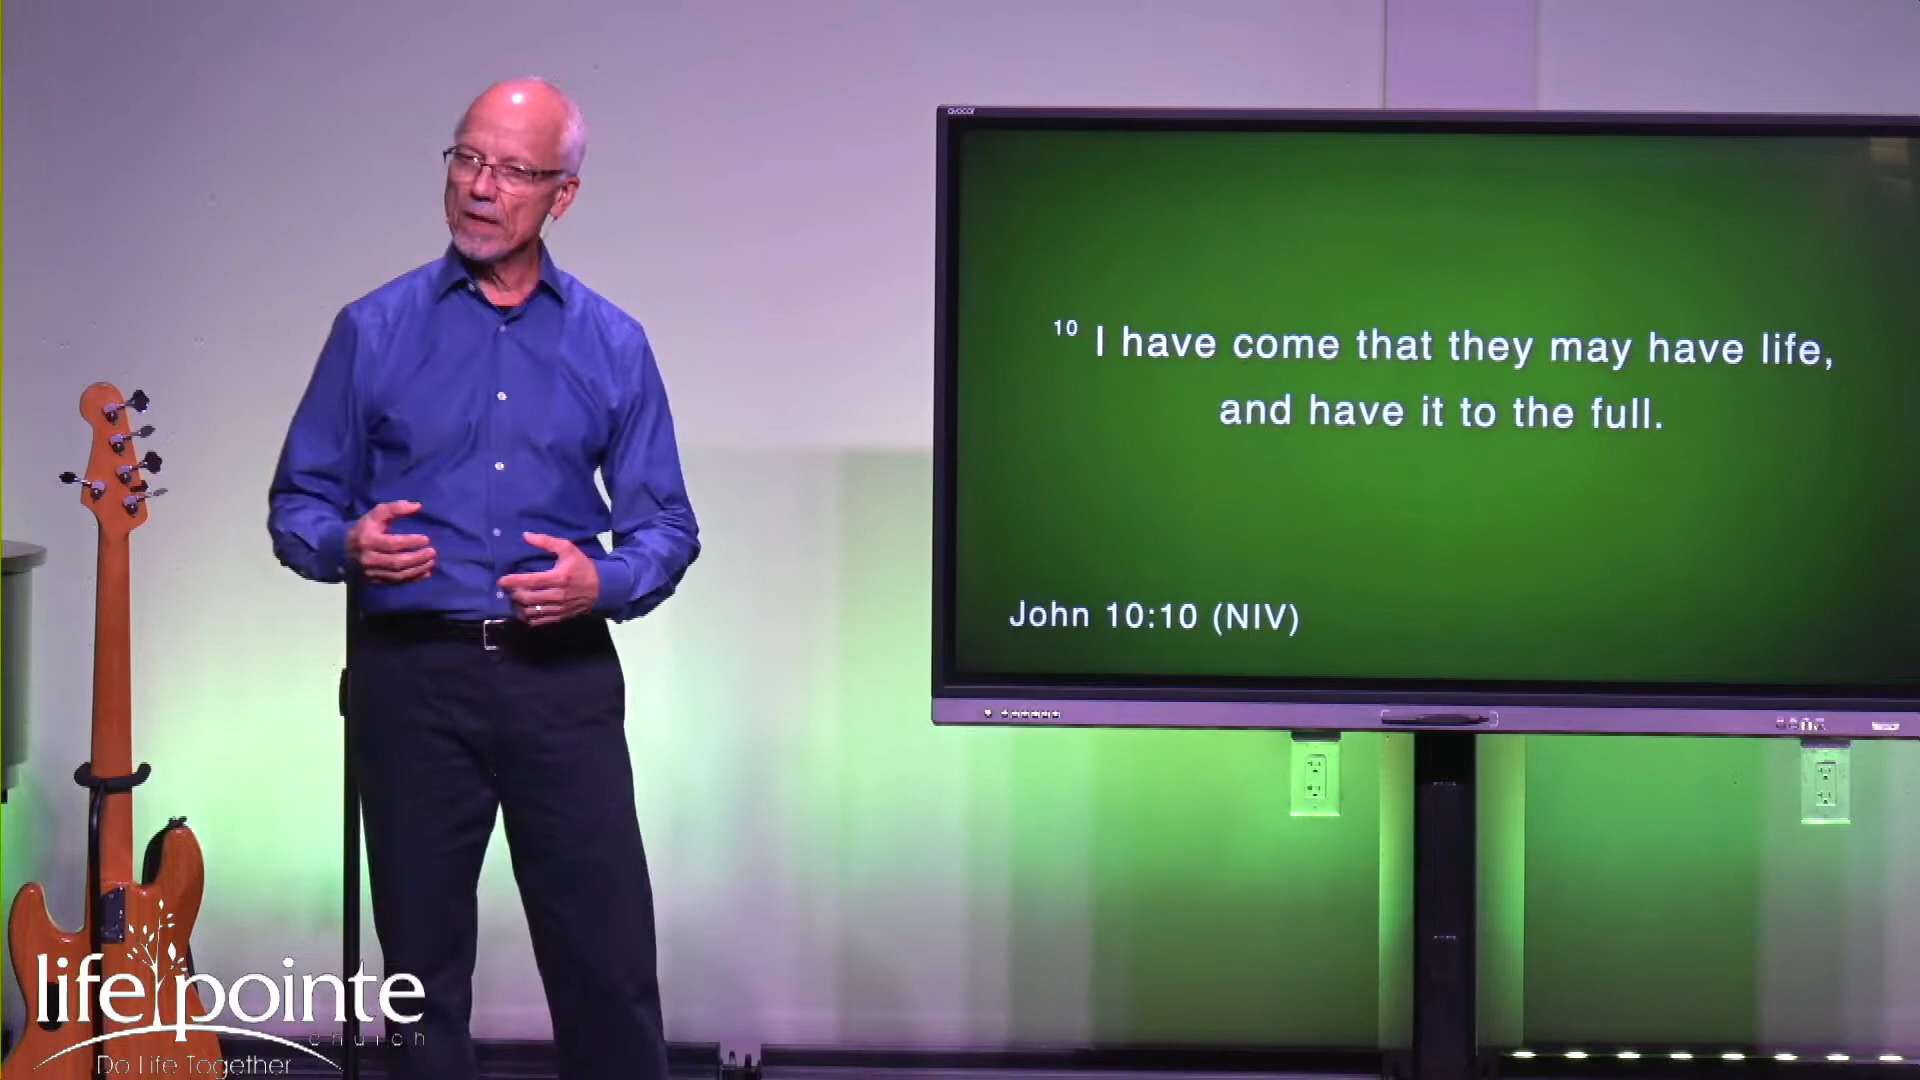 avocor
10 I have come that they may have life,
and have it to the full.
John 10:10 (NIV)
life pointe
church
Do Life Together